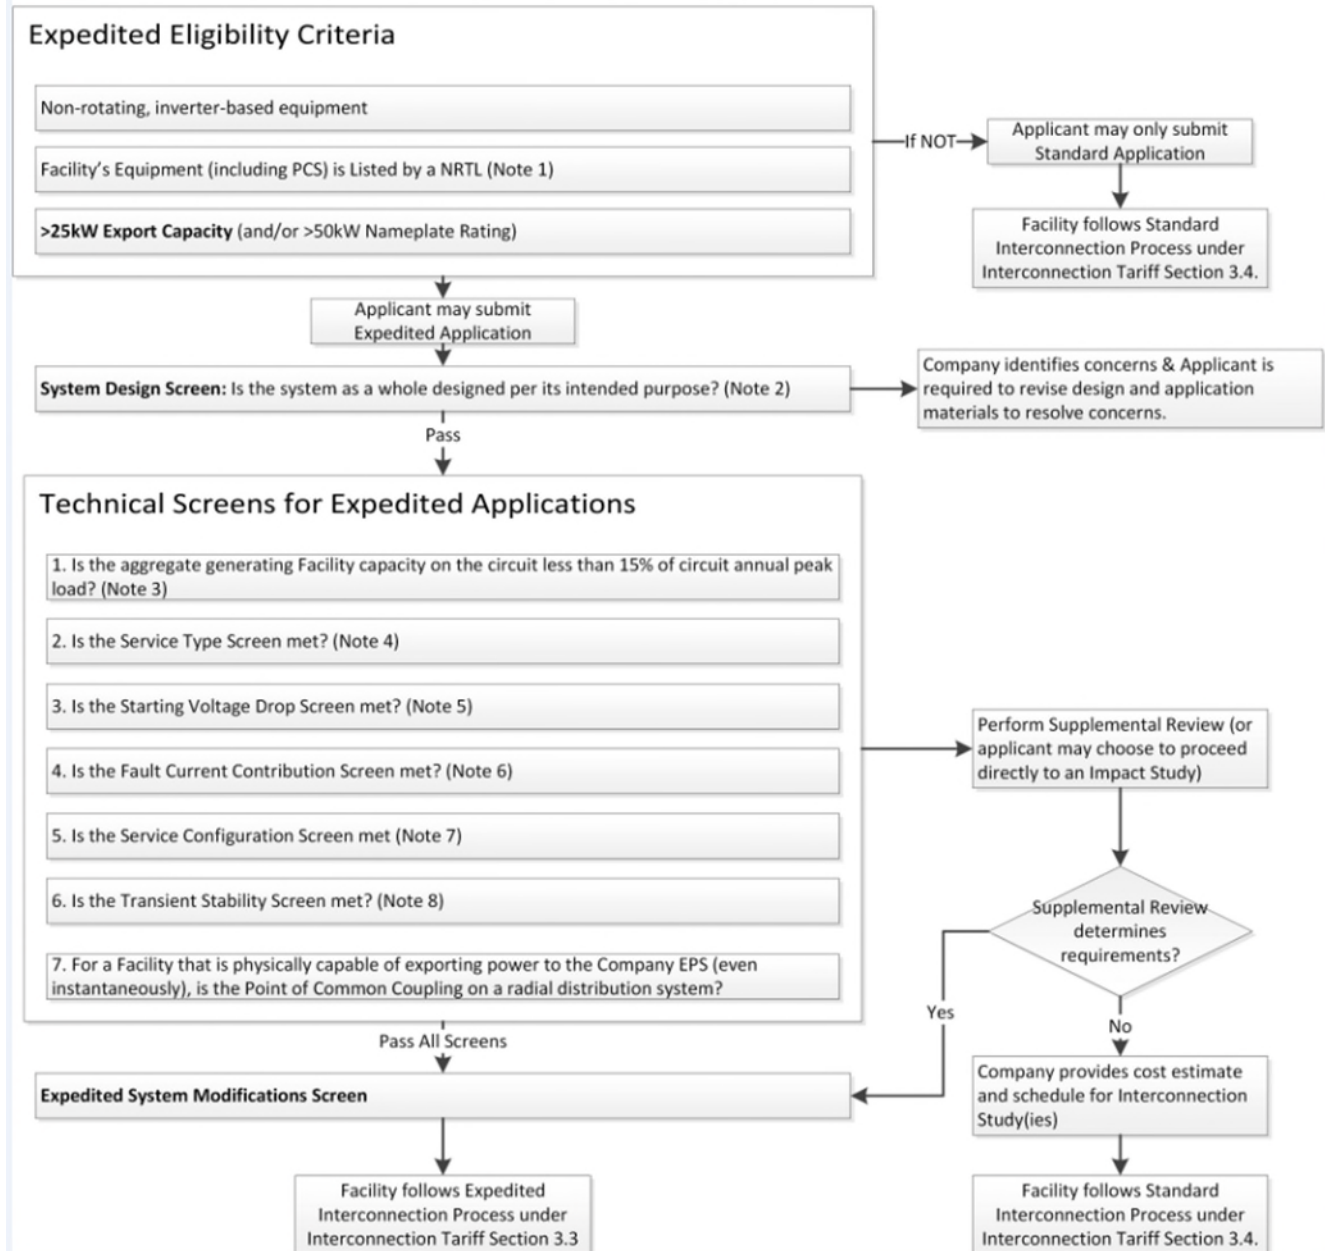 Expedited Eligibility Criteria
Non-rotating, inverter-based equipment
Facility's Equipment (including PCS) is Listed by a NRTL (Note 1)
>25kW Export Capacity (and/or >50kW Nameplate Rating)
If NOT
Applicant may only submit
Standard Application
Facility follows Standard
Interconnection Process under
Interconnection Tariff Section 3.4.
Applicant may submit
Expedited Application
System Design Screen: Is the system as a whole designed per its intended purpose? (Note 2)
Company identifies concerns & Applicant is
required to revise design and application
materials to resolve concerns.
Pass
Technical Screens for Expedited Applications
1. Is the aggregate generating Facility capacity on the circuit less than 15% of circuit annual peak
load? (Note 3)
2. Is the Service Type Screen met? (Note 4)
3. Is the Starting Voltage Drop Screen met? (Note 5)
4. Is the Fault Current Contribution Screen met? (Note 6)
5. Is the Service Configuration Screen met (Note 7)
6. Is the Transient Stability Screen met? (Note 8)
7. For a Facility that is physically capable of exporting power to the Company EPS (even
instantaneously), is the Point of Common Coupling on a radial distribution system?
Perform Supplemental Review (or
applicant may choose to proceed
directly to an Impact Study)
Supplemental Review
determines
requirements?
Yes
No
Pass All Screens
Expedited System Modifications Screen
Company provides cost estimate
and schedule for Interconnection
Study(ies)
Facility follows Expedited
Interconnection Process under
Interconnection Tariff Section 3.3
Facility follows Standard
Interconnection Process under
Interconnection Tariff Section 3.4.